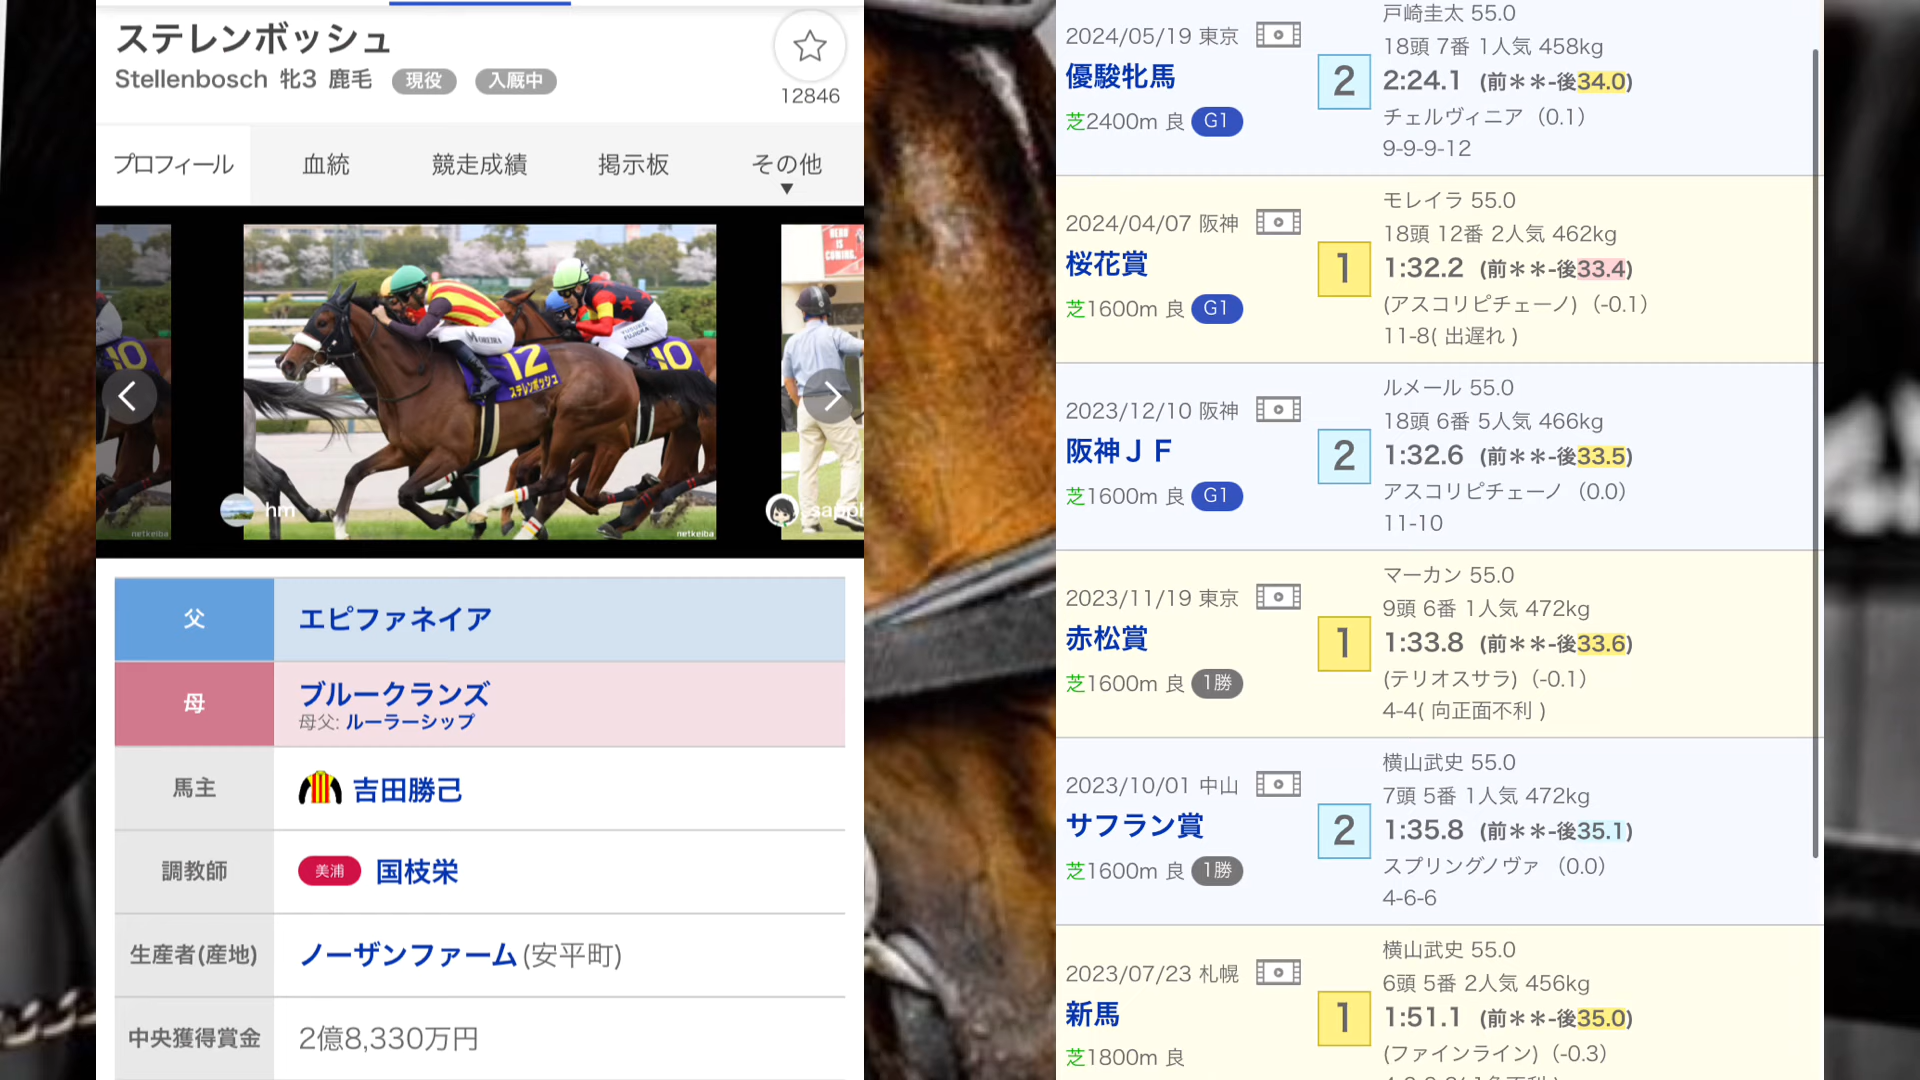 ステレンボッシュ
Stellenbosch 牝3 鹿毛 現役 入厩中
12846
プロフィール 血統 競走成績 掲示板 その他
▼
HERO
IS
COMING.
MOREIRA
YUSUKE
FUJIOKA
10
12
ステレンボッシュ
10
hm
sapph
netkeiba
netkeiba
父 エピファネイア
母 ブルークランズ
母父: ルーラーシップ
馬主 吉田勝己
調教師 美浦 国枝栄
生産者(産地) ノーザンファーム(安平町)
中央獲得賞金 2億8,330万円
戸崎圭太 55.0
2024/05/19 東京
18頭 7番 1人気 458kg
優駿牝馬
2
2:24.1 (前**-後34.0)
芝2400m 良 G1
チェルヴィニア (0.1)
9-9-9-12
モレイラ 55.0
2024/04/07 阪神
18頭 12番 2人気 462kg
桜花賞
1
1:32.2 (前**-後33.4)
芝1600m 良 G1
(アスコリピチェーノ) (-0.1)
11-8( 出遅れ )
ルメール 55.0
2023/12/10 阪神
18頭 6番 5人気 466kg
阪神JF
2
1:32.6 (前**-後33.5)
芝1600m 良 G1
アスコリピチェーノ (0.0)
11-10
マーカン 55.0
2023/11/19 東京
9頭 6番 1人気 472kg
赤松賞
1
1:33.8 (前**-後33.6)
芝1600m 良 1勝
(テリオスサラ) (-0.1)
4-4( 向正面不利 )
横山武史 55.0
2023/10/01 中山
7頭 5番 1人気 472kg
サフラン賞
2
1:35.8 (前**-後35.1)
芝1600m 良 1勝
スプリングノヴァ (0.0)
4-6-6
横山武史 55.0
2023/07/23 札幌
6頭 5番 2人気 456kg
新馬
1
1:51.1 (前**-後35.0)
芝1800m 良
(ファインライン) (-0.3)